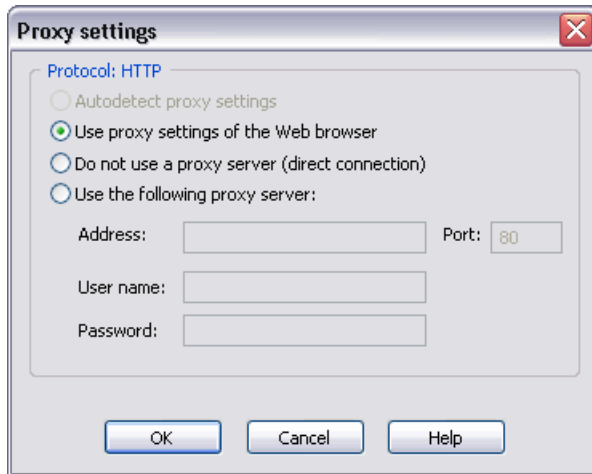 Proxy settings
Protocol: HTTP
Autodetect proxy settings
Use proxy settings of the Web browser
Do not use a proxy server (direct connection)
Use the following proxy server:
Address: Port: 80
User name:
Password:
OK Cancel Help